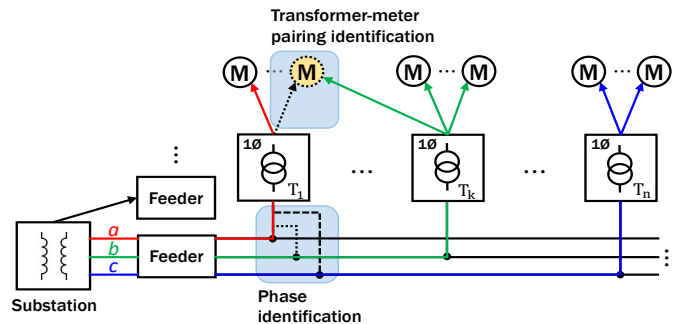 Transformer-meter
pairing identification
M ... M M ... M M ... M
1Ø 1Ø 1Ø
T₁ ... Tₖ ... Tₙ
Feeder
a
b Feeder
c
Substation
Phase
identification